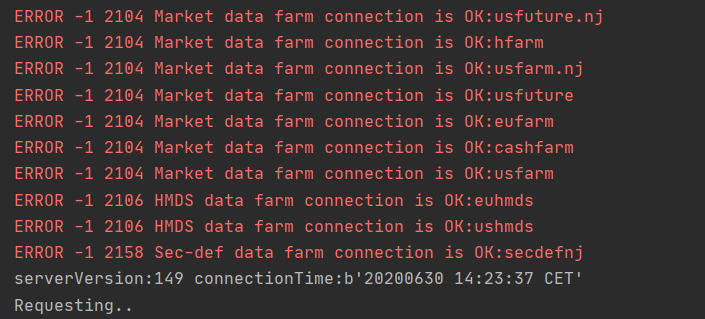 ERROR -1 2104 Market data farm connection is OK:usfuture.nj
ERROR -1 2104 Market data farm connection is OK:hfarm
ERROR -1 2104 Market data farm connection is OK:usfarm.nj
ERROR -1 2104 Market data farm connection is OK:usfuture
ERROR -1 2104 Market data farm connection is OK:eufarm
ERROR -1 2104 Market data farm connection is OK:cashfarm
ERROR -1 2104 Market data farm connection is OK:usfarm
ERROR -1 2106 HMDS data farm connection is OK:euhmds
ERROR -1 2106 HMDS data farm connection is OK:ushmds
ERROR -1 2158 Sec-def data farm connection is OK:secdefnj
serverVersion:149 connectionTime:b'20200630 14:23:37 CET'
Requesting..